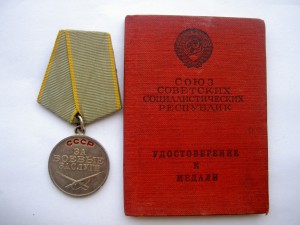 СССР
ЗА
БОЕВЫЕ
ЗАСЛУГИ
СОЮЗ
СОВЕТСКИХ
СОЦИАЛИСТИЧЕСКИХ
РЕСПУБЛИК
УДОСТОВЕРЕНИЕ
К
МЕДАЛИ